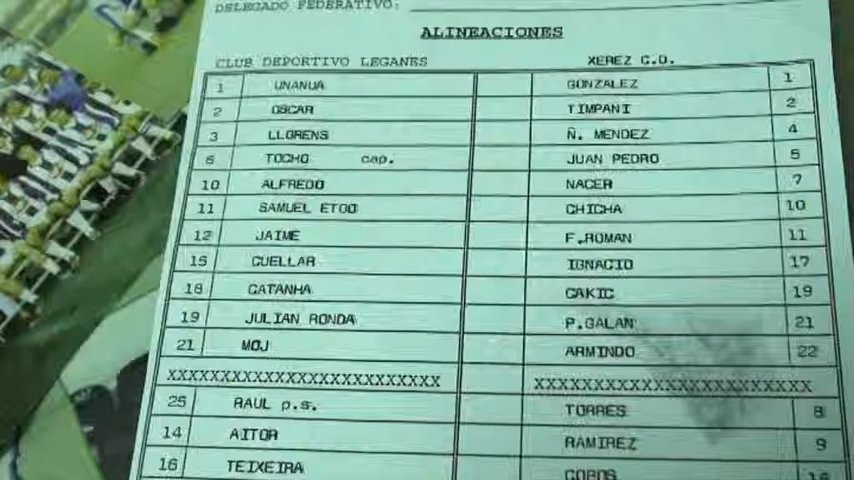 DELEGADO FEDERATIVO:
ALINEACIONES
CLUB DEPORTIVO LEGANES XEREZ C.D.
1 UNANUA GONZALEZ 1
2 OSCAR TIMPANI 2
3 LLORENS Ñ. MENDEZ 4
6 TOCHO cap. JUAN PEDRO 5
10 ALFREDO NACER 7
11 SAMUEL ETOO CHICHA 10
12 JAIME F.ROMAN 11
15 CUELLAR IGNACIO 17
18 CATANHA CAKIC 19
19 JULIAN RONDA P.GALAN 21
21 MOJ ARMINDO 22
XXXXXXXXXXXXXXXXXXXXXXXX XXXXXXXXXXXXXXXXXXXXXXXX
25 RAUL p.s. TORRES 8
14 AITOR RAMIREZ 9
16 TEIXEIRA COPOS